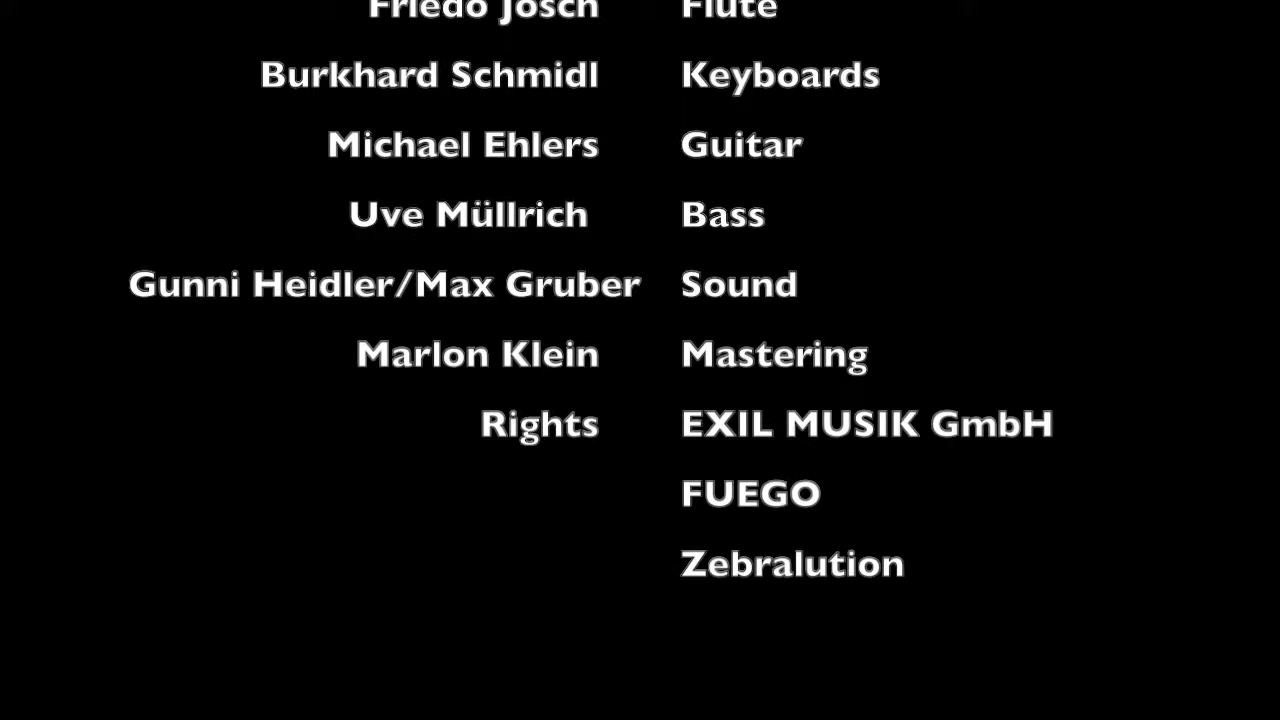 Friedo Josch Flute
Burkhard Schmidl Keyboards
Michael Ehlers Guitar
Uve Müllrich Bass
Gunni Heidler/Max Gruber Sound
Marlon Klein Mastering
Rights EXIL MUSIK GmbH
FUEGO
Zebralution